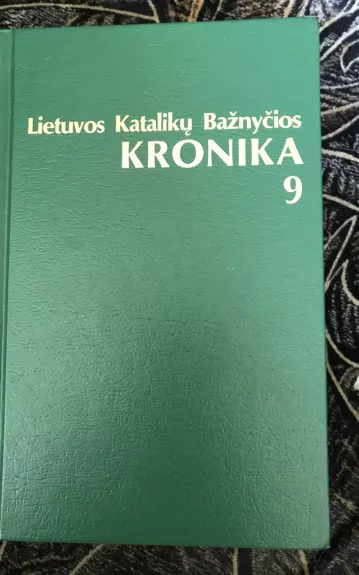 Lietuvos Katalikų Bažnyčios
KRONIKA
9